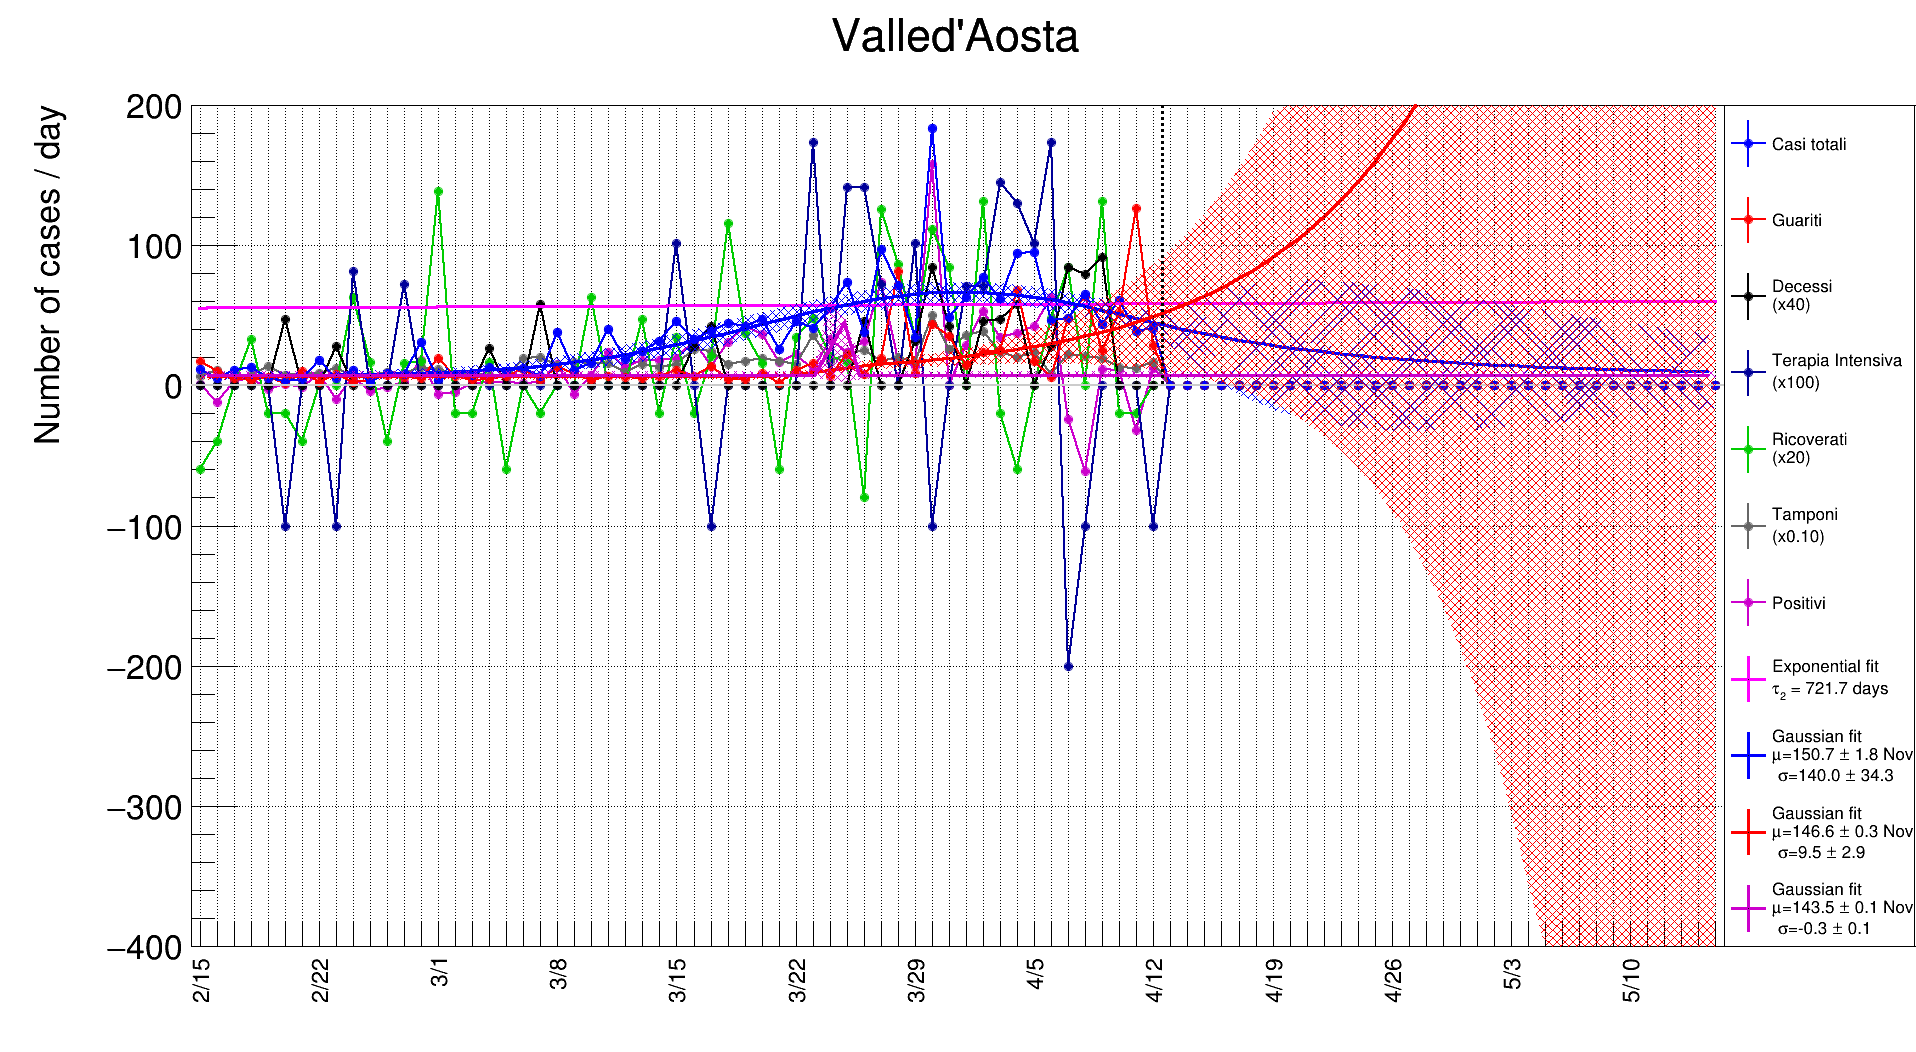 Valled'Aosta
Number of cases / day
200
100
0
−100
−200
−300
−400
2/15
2/22
3/1
3/8
3/15
3/22
3/29
4/5
4/12
4/19
4/26
5/3
5/10
Casi totali
Guariti
Decessi
(x40)
Terapia Intensiva
(x100)
Ricoverati
(x20)
Tamponi
(x0.10)
Positivi
Exponential fit
τ2 = 721.7 days
Gaussian fit
μ=150.7 ± 1.8 Nov
σ=140.0 ± 34.3
Gaussian fit
μ=146.6 ± 0.3 Nov
σ=9.5 ± 2.9
Gaussian fit
μ=143.5 ± 0.1 Nov
σ=-0.3 ± 0.1